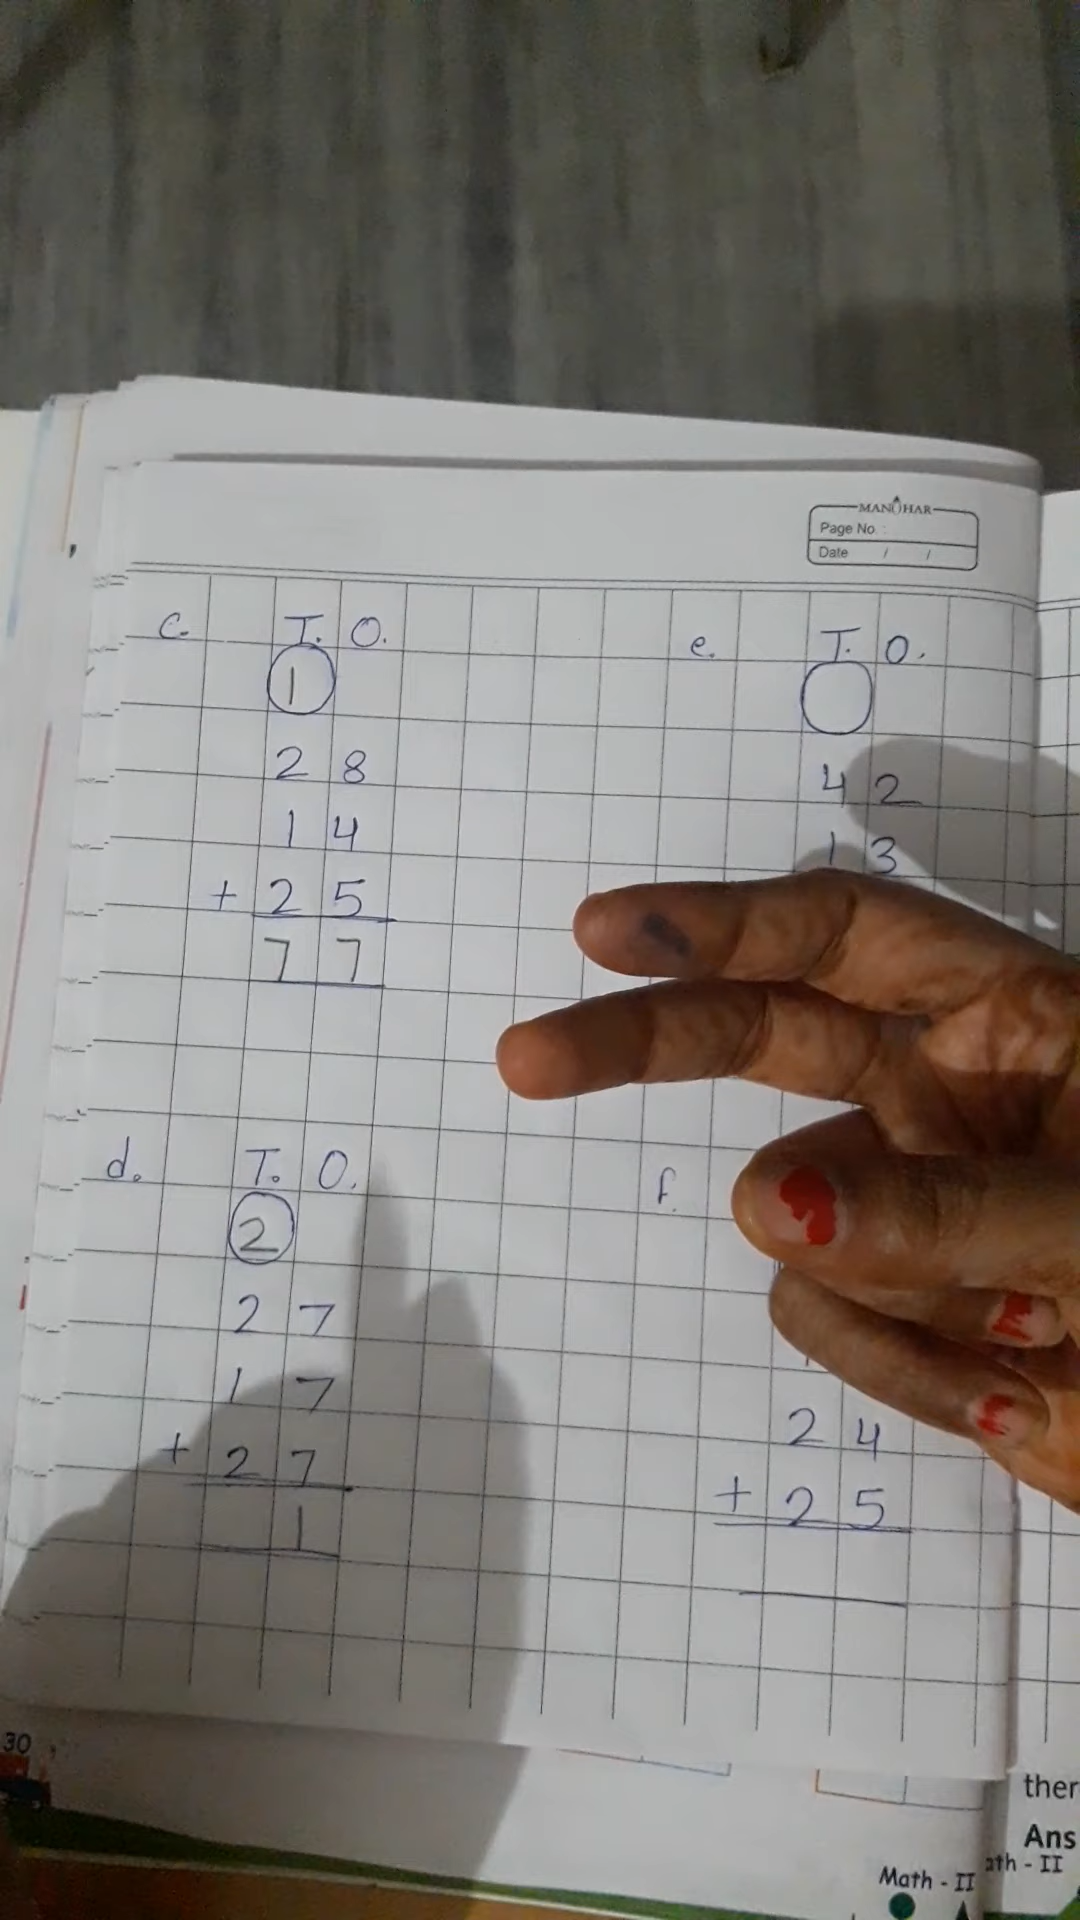 MANOHAR
Page No :
Date / /
c. T. O.
1
2 8
1 4
+ 2 5
7 7
e. T. O.
4 2
1 3
d. T. O.
2
2 7
1 7
+ 2 7
1
f.
2 4
+ 2 5
30
ther
Ans
ath - II
Math - II